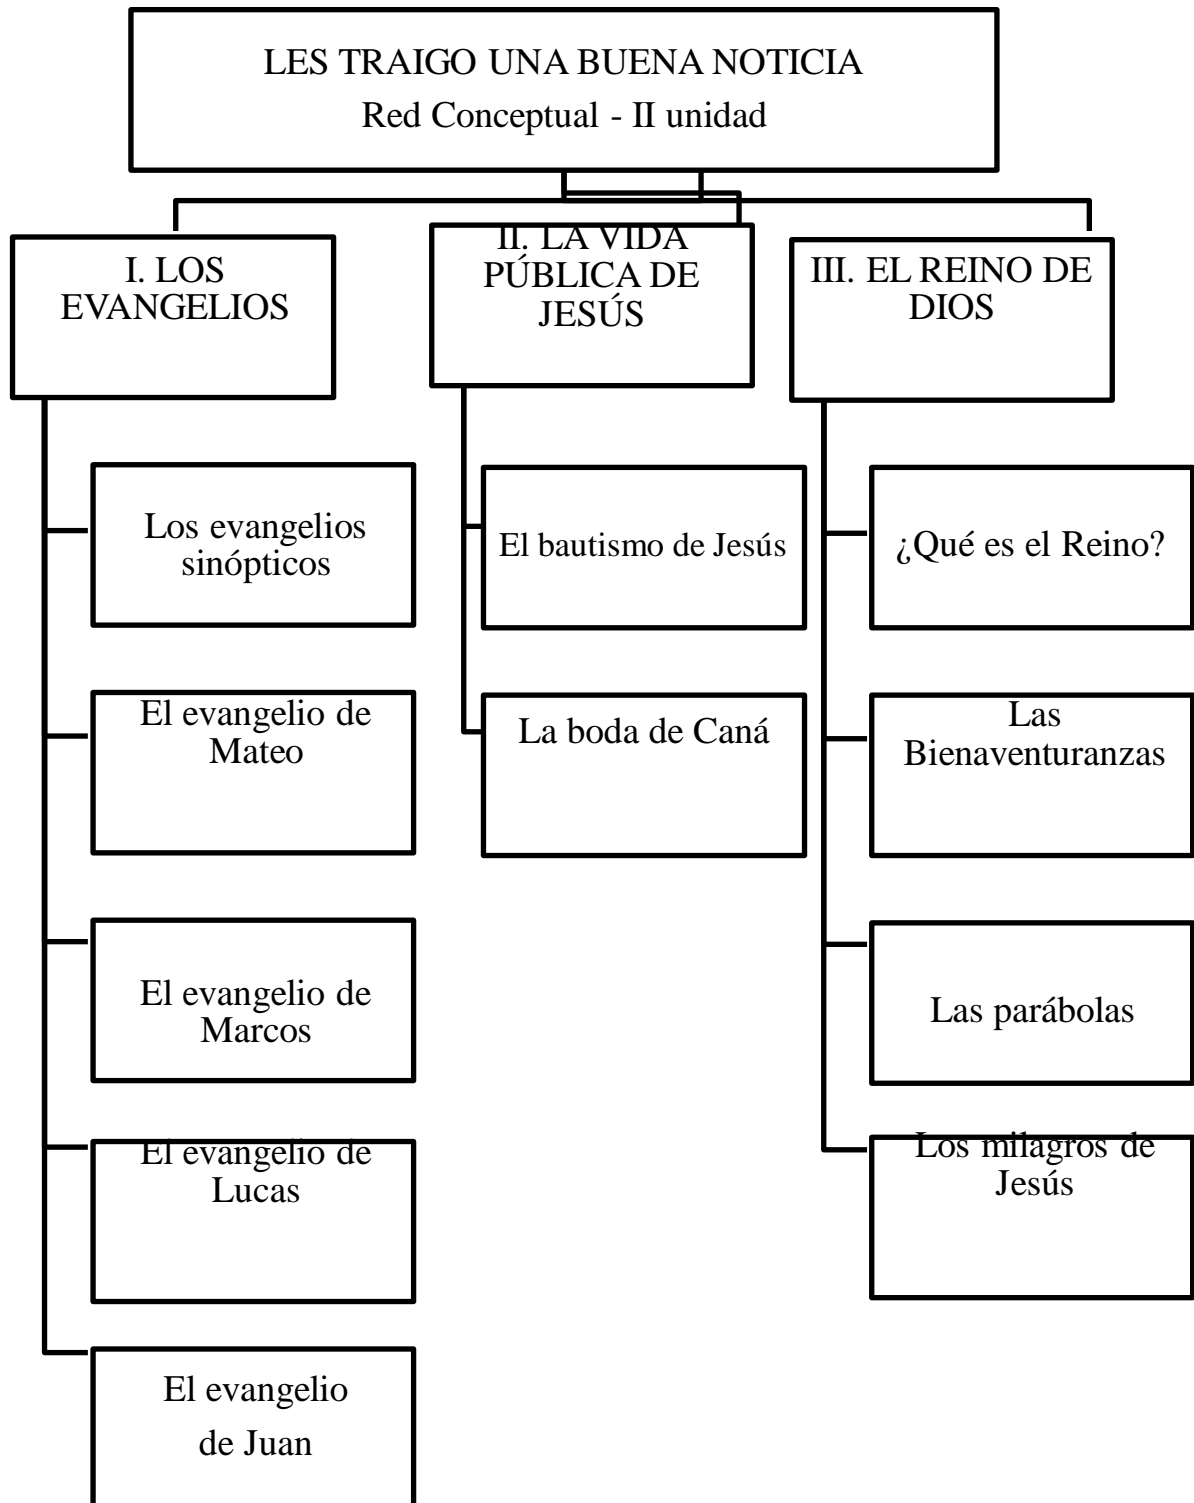 LES TRAIGO UNA BUENA NOTICIA
Red Conceptual - II unidad
I. LOS
EVANGELIOS
Los evangelios
sinópticos
El evangelio de
Mateo
El evangelio de
Marcos
El evangelio de
Lucas
El evangelio
de Juan
II. LA VIDA
PÚBLICA DE
JESÚS
El bautismo de Jesús
La boda de Caná
III. EL REINO DE
DIOS
¿Qué es el Reino?
Las
Bienaventuranzas
Las parábolas
Los milagros de
Jesús